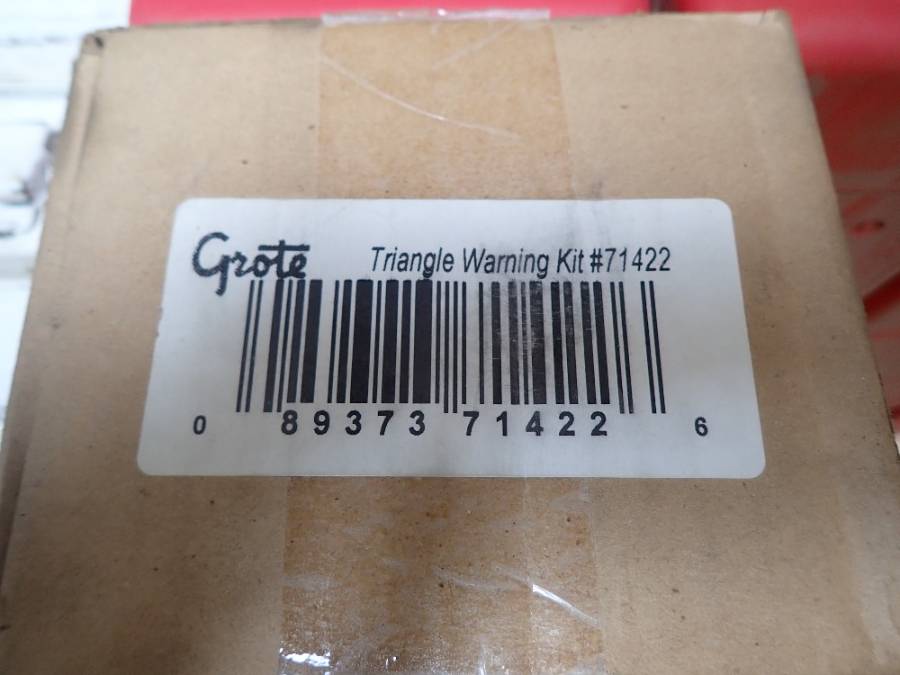 Grote Triangle Warning Kit #71422
0 89373 71422 6